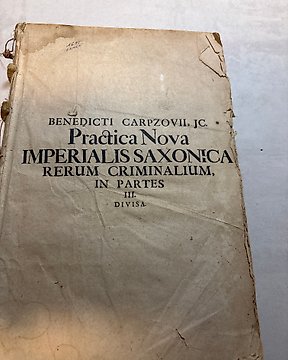 BENEDICTI CARPZOVII, JC.
Practica Nova
IMPERIALIS SAXONICA
RERUM CRIMINALIUM,
IN PARTES
III.
DIVISA.